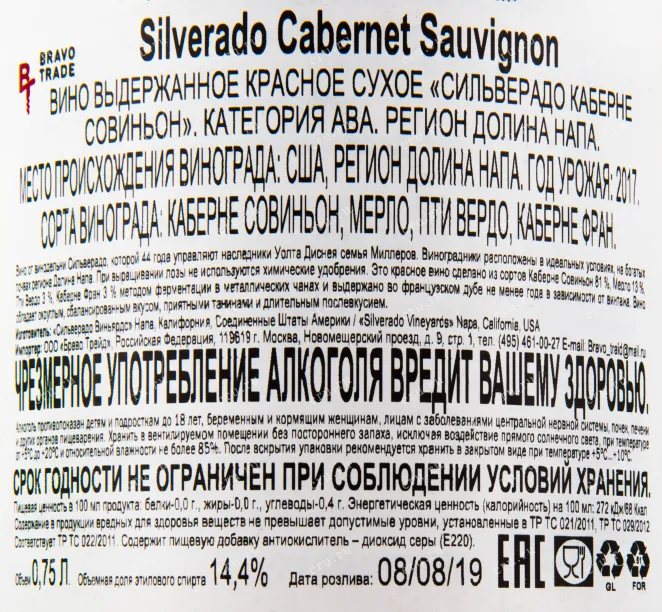 Silverado Cabernet Sauvignon
BRAVO
TRADE
ВИНО ВЫДЕРЖАННОЕ КРАСНОЕ СУХОЕ «СИЛЬВЕРАДО КАБЕРНЕ
СОВИНЬОН». КАТЕГОРИЯ АВА. РЕГИОН ДОЛИНА НАПА.
МЕСТО ПРОИСХОЖДЕНИЯ ВИНОГРАДА: США, РЕГИОН ДОЛИНА НАПА. ГОД УРОЖАЯ: 2017.
СОРТА ВИНОГРАДА: КАБЕРНЕ СОВИНЬОН, МЕРЛО, ПТИ ВЕРДО, КАБЕРНЕ ФРАН.
Вино от винодельни Сильверадо, которой 44 года управляют наследники Уолта Диснея семья Миллеров. Виноградники расположены в идеальных условиях, на богатых
почвах региона Долина Напа. При выращивании лозы не используются химические удобрения. Это красное вино сделано из сортов Каберне Совиньон 81 %, Мерло 13 %,
Пти Вердо 3 %, Каберне Фран 3 % методом ферментации в металлических чанах и выдержано во французском дубе не менее года в зависимости от винтажа. Вино
обладает округлым, сбалансированным вкусом, приятными танинами и длительным послевкусием.
Изготовитель: «Сильверадо Виньярдс» Напа, Калифорния, Соединенные Штаты Америки / «Silverado Vineyards» Napa, California, USA
Импортер: ООО «Браво Трейд», Российская Федерация, 119619 г. Москва, Новомещерский проезд, д. 9, стр. 1, тел. (495) 461-00-27 E-mail: Bravo_traid@mail.ru
ЧРЕЗМЕРНОЕ УПОТРЕБЛЕНИЕ АЛКОГОЛЯ ВРЕДИТ ВАШЕМУ ЗДОРОВЬЮ.
Алкоголь противопоказан детям и подросткам до 18 лет, беременным и кормящим женщинам, лицам с заболеваниями центральной нервной системы, почек, печени
и других органов пищеварения. Хранить в вентилируемом помещении без постороннего запаха, исключая воздействие прямого солнечного света, при температуре
от +5°C до +20°C и относительной влажности не более 85%. После вскрытия упаковки рекомендуется хранить в закрытом виде при температуре +5°C...+10°C.
СРОК ГОДНОСТИ НЕ ОГРАНИЧЕН ПРИ СОБЛЮДЕНИИ УСЛОВИЙ ХРАНЕНИЯ.
Пищевая ценность в 100 мл продукта: белки-0,0 г., жиры-0,0 г., углеводы-0,4 г. Энергетическая ценность (калорийность) на 100 мл: 272 кДж/68 Ккал
Содержание в продукции вредных для здоровья веществ не превышает допустимые уровни, установленные в ТР ТС 021/2011, ТР ТС 029/2012
Соответствует ТР ТС 022/2011. Содержит пищевую добавку антиокислитель – диоксид серы (Е220).
Объем 0,75 Л. Объемная доля этилового спирта 14,4% Дата розлива: 08/08/19 EAC
GL FOR